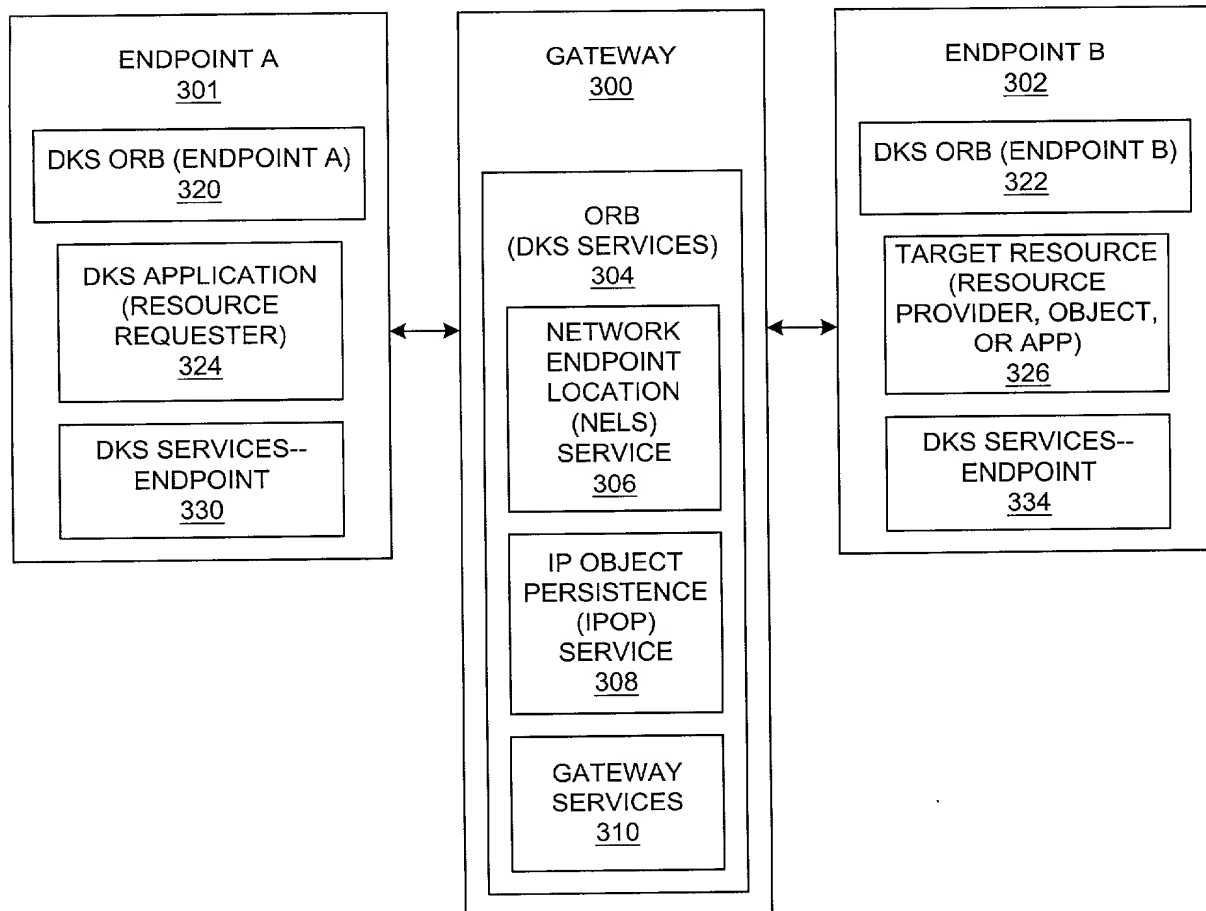 ENDPOINT A
301
DKS ORB (ENDPOINT A)
320
DKS APPLICATION
(RESOURCE
REQUESTER)
324
DKS SERVICES--
ENDPOINT
330
GATEWAY
300
ORB
(DKS SERVICES)
304
NETWORK
ENDPOINT
LOCATION
(NELS)
SERVICE
306
IP OBJECT
PERSISTENCE
(IPOP)
SERVICE
308
GATEWAY
SERVICES
310
ENDPOINT B
302
DKS ORB (ENDPOINT B)
322
TARGET RESOURCE
(RESOURCE
PROVIDER, OBJECT,
OR APP)
326
DKS SERVICES--
ENDPOINT
334